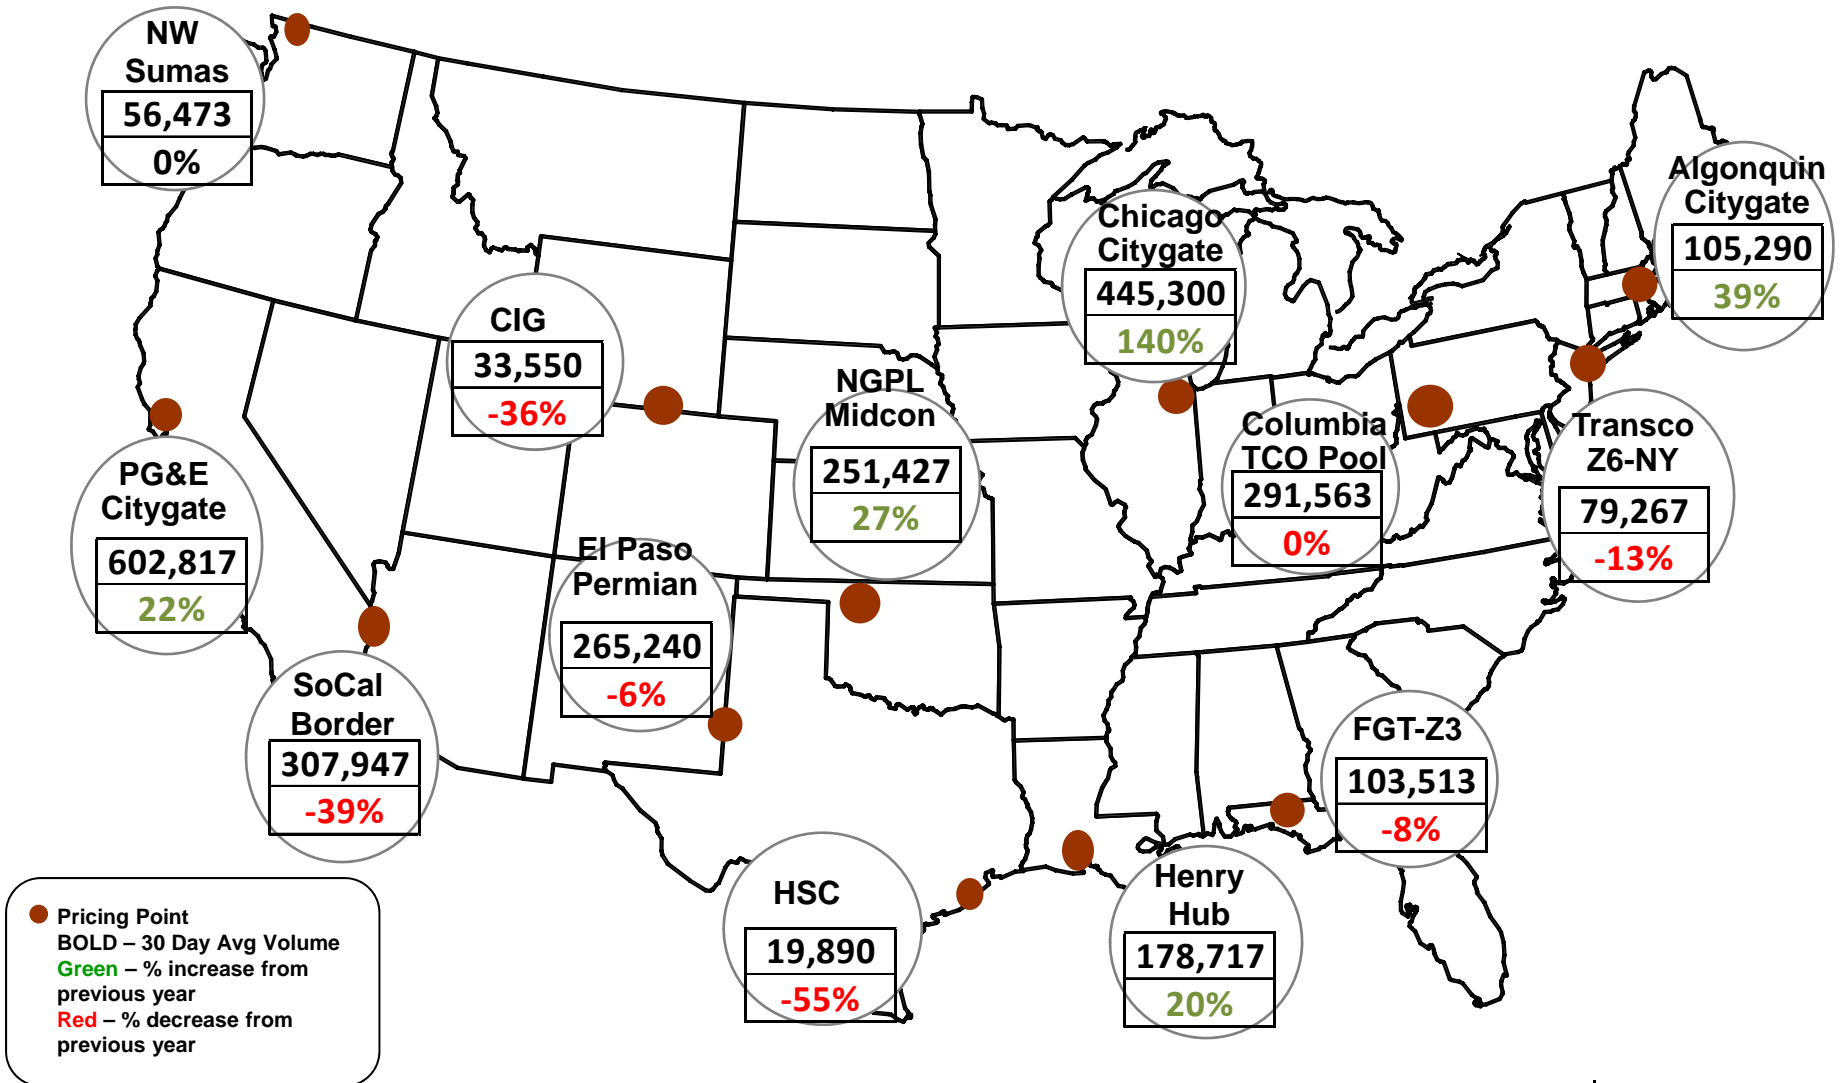 NW
Sumas
56,473
0%
Algonquin
Citygate
105,290
39%
Chicago
Citygate
445,300
140%
CIG
33,550
-36%
NGPL
Midcon
251,427
27%
Columbia
TCO Pool
291,563
0%
Transco
Z6-NY
79,267
-13%
PG&E
Citygate
602,817
22%
El Paso
Permian
265,240
-6%
SoCal
Border
307,947
-39%
FGT-Z3
103,513
-8%
HSC
19,890
-55%
Henry
Hub
178,717
20%
Pricing Point
BOLD – 30 Day Avg Volume
Green – % increase from
previous year
Red – % decrease from
previous year